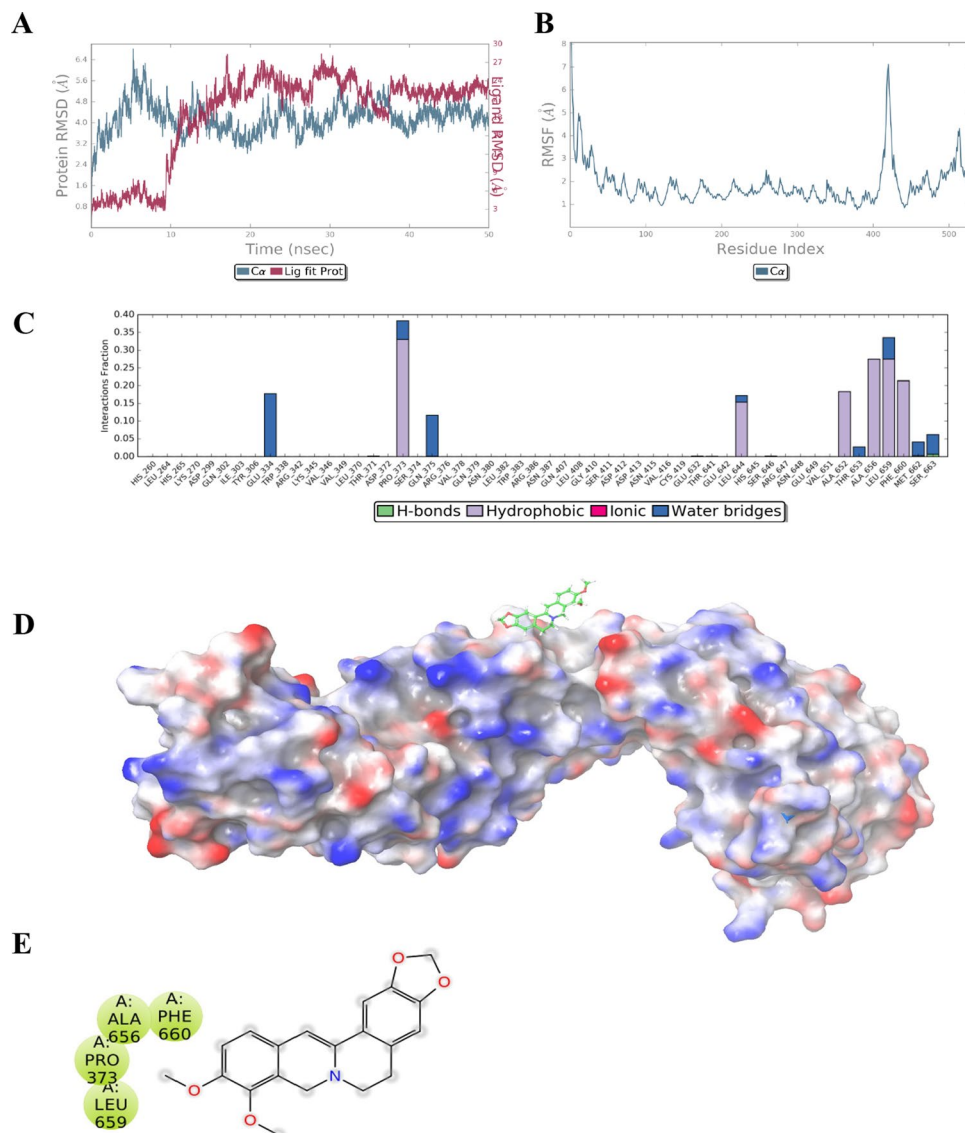 A
B
Protein RMSD (Å)
6.4
5.6
4.8
4.0
3.2
2.4
1.6
0.8
0
10
20
30
40
50
Time (nsec)
30
27
3
Ligand RMSD (Å)
Cα
Lig fit Prot
RMSF (Å)
8
7
6
5
4
3
2
1
0
100
200
300
400
500
Residue Index
Cα
C
Interactions Fraction
0.40
0.35
0.30
0.25
0.20
0.15
0.10
0.05
0.00
HIS_260
LEU_264
HIS_265
LYS_270
ASP_299
GLN_302
ILE_303
TYR_306
GLU_334
TRP_338
ARG_342
LYS_345
VAL_346
VAL_349
LEU_370
THR_371
ASP_372
PRO_373
SER_374
GLN_375
ARG_376
VAL_378
GLN_379
ASN_380
LEU_382
TRP_383
ARG_386
ASN_387
GLN_407
LEU_408
GLY_410
SER_411
ASP_412
ASP_413
ASN_415
VAL_416
CYS_419
GLU_632
THR_641
GLU_642
LEU_644
HIS_645
SER_646
ARG_647
ASN_648
GLU_649
VAL_651
ALA_652
THR_653
ALA_656
LEU_659
PHE_660
MET_662
SER_663
H-bonds Hydrophobic Ionic Water bridges
D
E
A:
ALA
656
A:
PHE
660
A:
PRO
373
A:
LEU
659
O
O
N
O
O